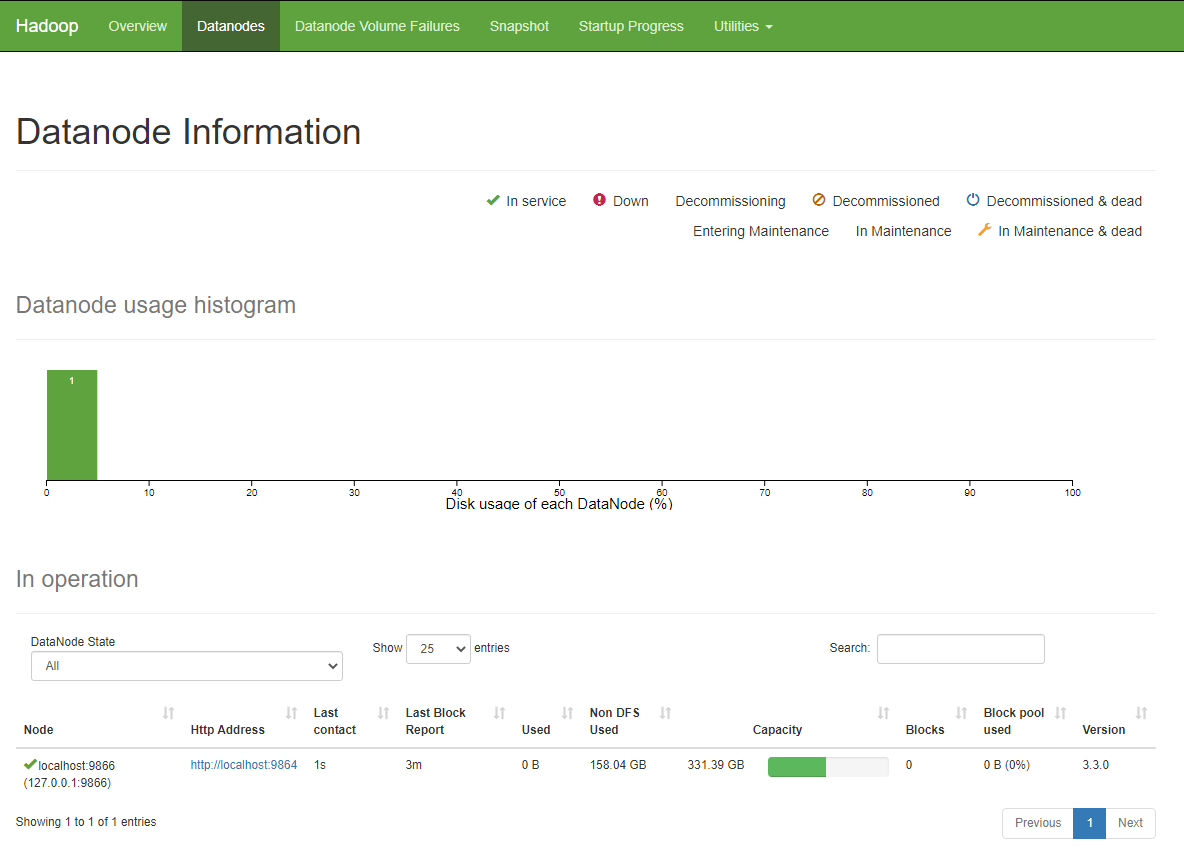 Hadoop Overview Datanodes Datanode Volume Failures Snapshot Startup Progress Utilities
Datanode Information
In service Down Decommissioning Decommissioned Decommissioned & dead
Entering Maintenance In Maintenance In Maintenance & dead
Datanode usage histogram
1
0 10 20 30 40 50 60 70 80 90 100
Disk usage of each DataNode (%)
In operation
DataNode State
All
Show 25 entries
Search:
Node Http Address Last contact Last Block Report Used Non DFS Used Capacity Blocks Block pool used Version
localhost:9866 http://localhost:9864 1s 3m 0 B 158.04 GB 331.39 GB 0 0 B (0%) 3.3.0
(127.0.0.1:9866)
Showing 1 to 1 of 1 entries
Previous 1 Next